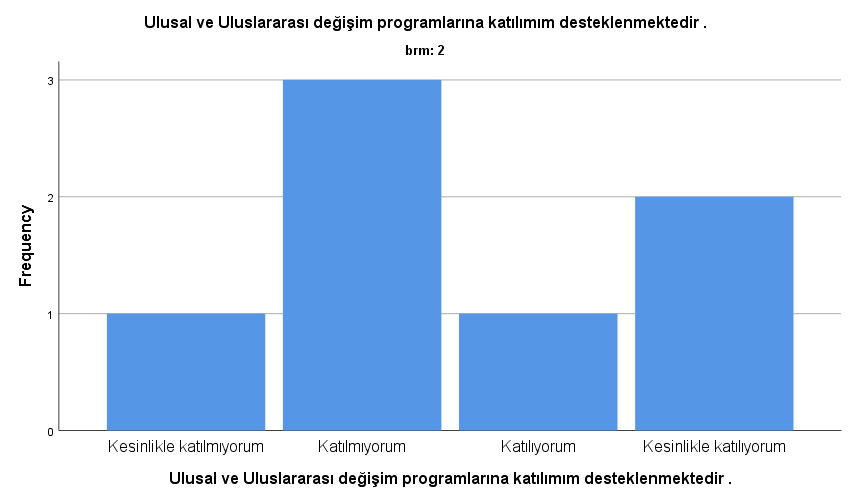 Ulusal ve Uluslararası değişim programlarına katılımım desteklenmektedir .
brm: 2
3
2
1
0
Frequency
Kesinlikle katılmıyorum Katılmıyorum Katılıyorum Kesinlikle katılıyorum
Ulusal ve Uluslararası değişim programlarına katılımım desteklenmektedir .